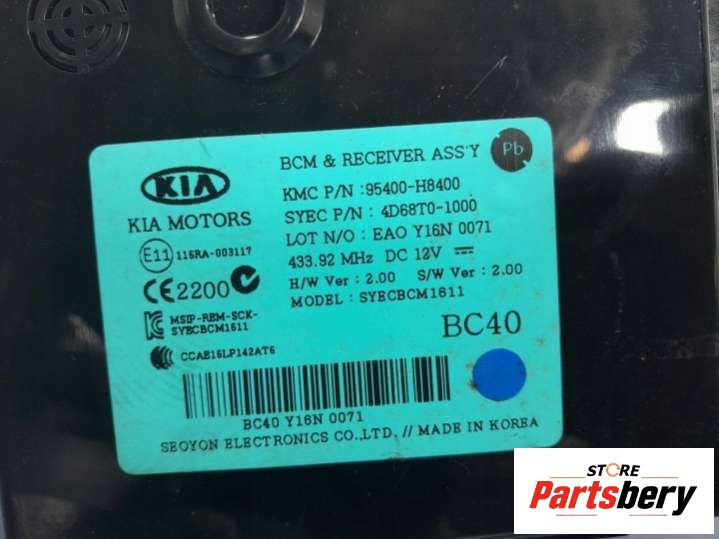 BCM & RECEIVER ASS'Y
Pb
KIA
KIA MOTORS
KMC P/N :95400-H8400
SYEC P/N : 4D68T0-1000
LOT N/O : EAO Y16N 0071
433.92 MHz DC 12V
H/W Ver : 2.00 S/W Ver : 2.00
MODEL : SYECBCM1611
E11 116RA-003117
CE2200
MSIP-REM-SCK-
SYECBCM1611
CCAE16LP142AT6
BC40
BC40 Y16N 0071
SEOYON ELECTRONICS CO.,LTD. // MADE IN KOREA
STORE
Partsbery